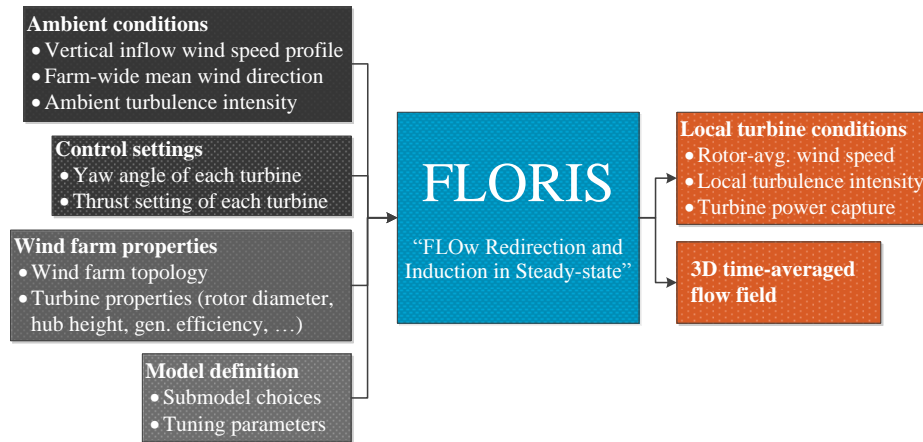 Ambient conditions
• Vertical inflow wind speed profile
• Farm-wide mean wind direction
• Ambient turbulence intensity
Control settings
• Yaw angle of each turbine
• Thrust setting of each turbine
Wind farm properties
• Wind farm topology
• Turbine properties (rotor diameter,
hub height, gen. efficiency, …)
Model definition
• Submodel choices
• Tuning parameters
FLORIS
“FLOw Redirection and
Induction in Steady-state”
Local turbine conditions
• Rotor-avg. wind speed
• Local turbulence intensity
• Turbine power capture
3D time-averaged
flow field